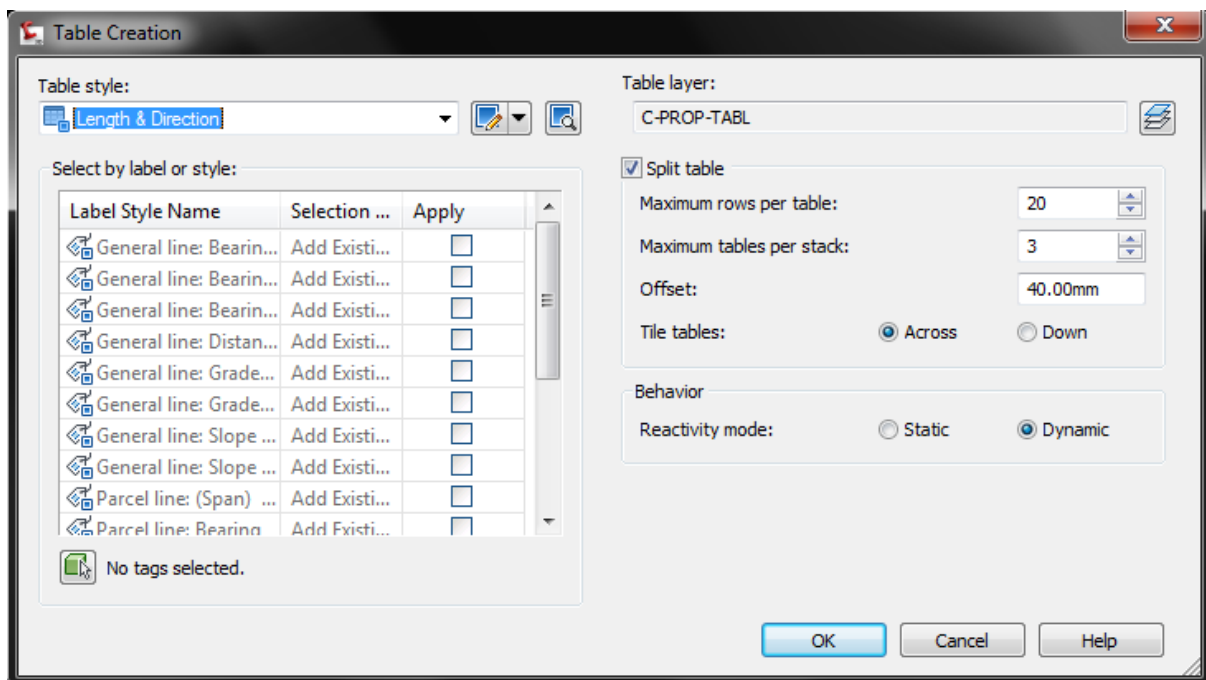 Table Creation
Table style:
Length & Direction
Select by label or style:
Label Style Name Selection ... Apply
General line: Bearin... Add Existi...
General line: Bearin... Add Existi...
General line: Bearin... Add Existi...
General line: Distan... Add Existi...
General line: Grade... Add Existi...
General line: Grade... Add Existi...
General line: Slope ... Add Existi...
General line: Slope ... Add Existi...
Parcel line: (Span) ... Add Existi...
Parcel line: Bearing Add Existi...
No tags selected.
Table layer:
C-PROP-TABL
Split table
Maximum rows per table: 20
Maximum tables per stack: 3
Offset: 40.00mm
Tile tables: Across Down
Behavior
Reactivity mode: Static Dynamic
OK Cancel Help